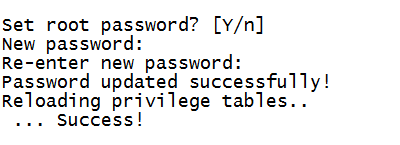 Set root password? [Y/n]
New password:
Re-enter new password:
Password updated successfully!
Reloading privilege tables..
 ... Success!